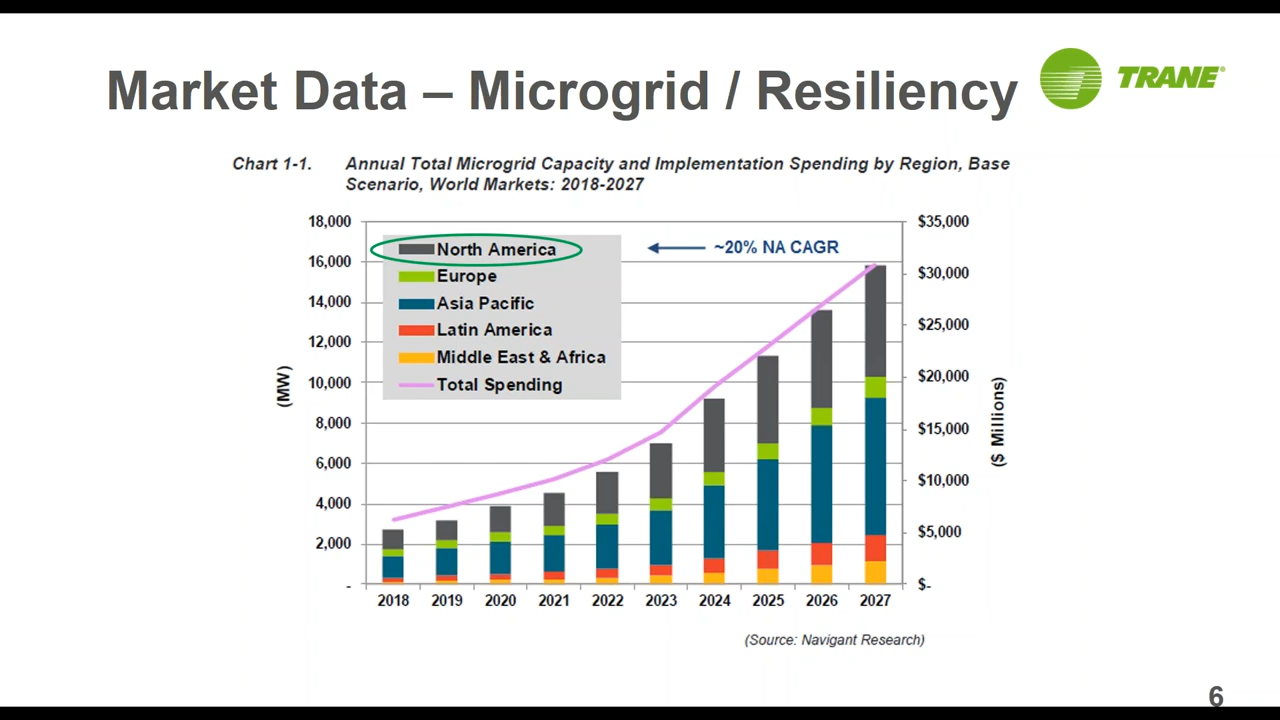 Market Data – Microgrid / Resiliency
TRANE®
Chart 1-1. Annual Total Microgrid Capacity and Implementation Spending by Region, Base
Scenario, World Markets: 2018-2027
18,000
16,000
14,000
12,000
10,000
8,000
6,000
4,000
2,000
-
(MW)
North America
Europe
Asia Pacific
Latin America
Middle East & Africa
Total Spending
~20% NA CAGR
$35,000
$30,000
$25,000
$20,000
$15,000
$10,000
$5,000
$-
($ Millions)
2018 2019 2020 2021 2022 2023 2024 2025 2026 2027
(Source: Navigant Research)
6